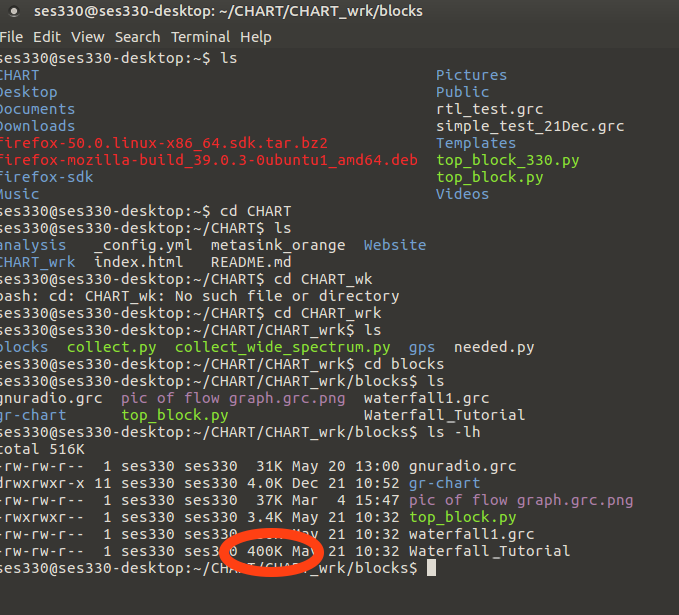 ses330@ses330-desktop: ~/CHART/CHART_wrk/blocks
File Edit View Search Terminal Help
ses330@ses330-desktop:~$ ls
CHART Pictures
Desktop Public
Documents rtl_test.grc
Downloads simple_test_21Dec.grc
firefox-50.0.linux-x86_64.sdk.tar.bz2 Templates
firefox-mozilla-build_39.0.3-0ubuntu1_amd64.deb top_block_330.py
firefox-sdk top_block.py
Music Videos
ses330@ses330-desktop:~$ cd CHART
ses330@ses330-desktop:~/CHART$ ls
analysis _config.yml metasink_orange Website
CHART_wrk index.html README.md
ses330@ses330-desktop:~/CHART$ cd CHART_wk
bash: cd: CHART_wk: No such file or directory
ses330@ses330-desktop:~/CHART$ cd CHART_wrk
ses330@ses330-desktop:~/CHART/CHART_wrk$ ls
blocks collect.py collect_wide_spectrum.py gps needed.py
ses330@ses330-desktop:~/CHART/CHART_wrk$ cd blocks
ses330@ses330-desktop:~/CHART/CHART_wrk/blocks$ ls
gnuradio.grc pic of flow graph.grc.png waterfall1.grc
gr-chart top_block.py Waterfall_Tutorial
ses330@ses330-desktop:~/CHART/CHART_wrk/blocks$ ls -lh
total 516K
-rw-rw-r-- 1 ses330 ses330 31K May 20 13:00 gnuradio.grc
drwxrwxr-x 11 ses330 ses330 4.0K Dec 21 10:52 gr-chart
-rw-rw-r-- 1 ses330 ses330 37K Mar 4 15:47 pic of flow graph.grc.png
-rwxrwxr-- 1 ses330 ses330 3.4K May 21 10:32 top_block.py
-rw-rw-r-- 1 ses330 ses330 May 21 10:32 waterfall1.grc
-rw-rw-r-- 1 ses330 ses330 400K May 21 10:32 Waterfall_Tutorial
ses330@ses330-desktop:~/CHART/CHART_wrk/blocks$